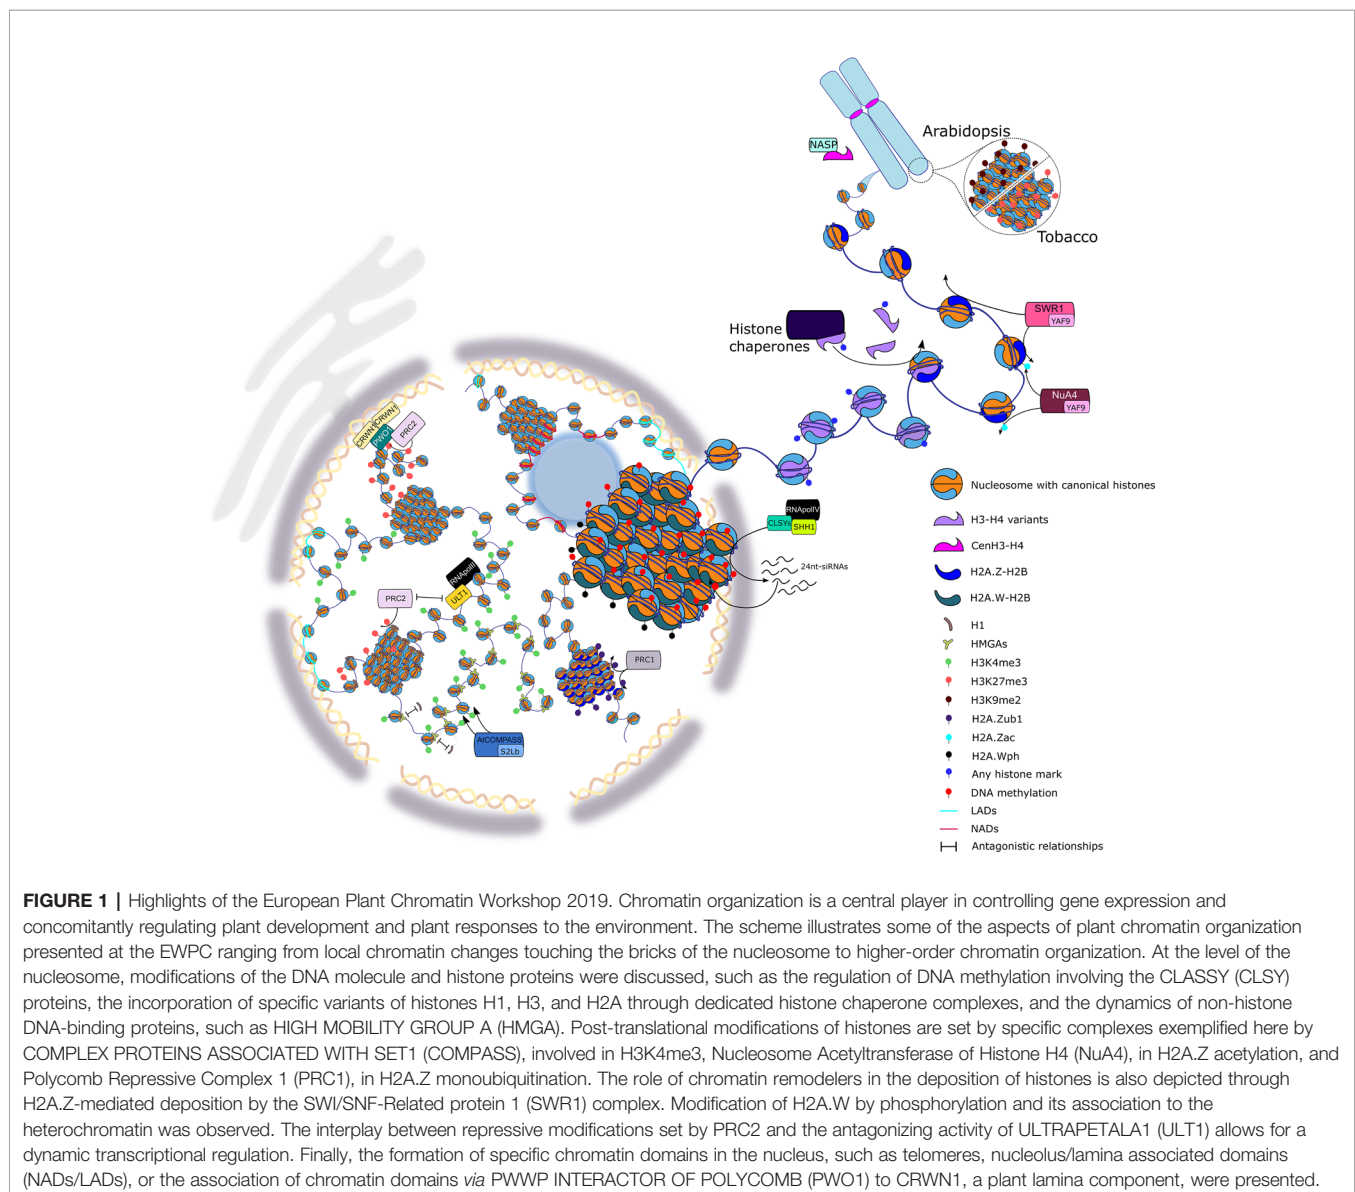 Arabidopsis
NASP
Tobacco
SWR1
YAF9
Histone
chaperones
NuA4
YAF9
CRWN1
CRWN1
PWO1
PRC2
Nucleosome with canonical histones
RNApolIV
CLSYs
SHH1
H3-H4 variants
CenH3-H4
24nt-siRNAs
H2A.Z-H2B
RNApolII
ULT1
PRC2
H2A.W-H2B
H1
HMGAs
H3K4me3
PRC1
H3K27me3
H3K9me2
H2A.Zub1
H2A.Zac
AtCOMPASS
S2Lb
H2A.Wph
Any histone mark
DNA methylation
LADs
NADs
Antagonistic relationships
FIGURE 1 | Highlights of the European Plant Chromatin Workshop 2019. Chromatin organization is a central player in controlling gene expression and
concomitantly regulating plant development and plant responses to the environment. The scheme illustrates some of the aspects of plant chromatin organization
presented at the EWPC ranging from local chromatin changes touching the bricks of the nucleosome to higher-order chromatin organization. At the level of the
nucleosome, modifications of the DNA molecule and histone proteins were discussed, such as the regulation of DNA methylation involving the CLASSY (CLSY)
proteins, the incorporation of specific variants of histones H1, H3, and H2A through dedicated histone chaperone complexes, and the dynamics of non-histone
DNA-binding proteins, such as HIGH MOBILITY GROUP A (HMGA). Post-translational modifications of histones are set by specific complexes exemplified here by
COMPLEX PROTEINS ASSOCIATED WITH SET1 (COMPASS), involved in H3K4me3, Nucleosome Acetyltransferase of Histone H4 (NuA4), in H2A.Z acetylation, and
Polycomb Repressive Complex 1 (PRC1), in H2A.Z monoubiquitination. The role of chromatin remodelers in the deposition of histones is also depicted through
H2A.Z-mediated deposition by the SWI/SNF-Related protein 1 (SWR1) complex. Modification of H2A.W by phosphorylation and its association to the
heterochromatin was observed. The interplay between repressive modifications set by PRC2 and the antagonizing activity of ULTRAPETALA1 (ULT1) allows for a
dynamic transcriptional regulation. Finally, the formation of specific chromatin domains in the nucleus, such as telomeres, nucleolus/lamina associated domains
(NADs/LADs), or the association of chromatin domains via PWWP INTERACTOR OF POLYCOMB (PWO1) to CRWN1, a plant lamina component, were presented.